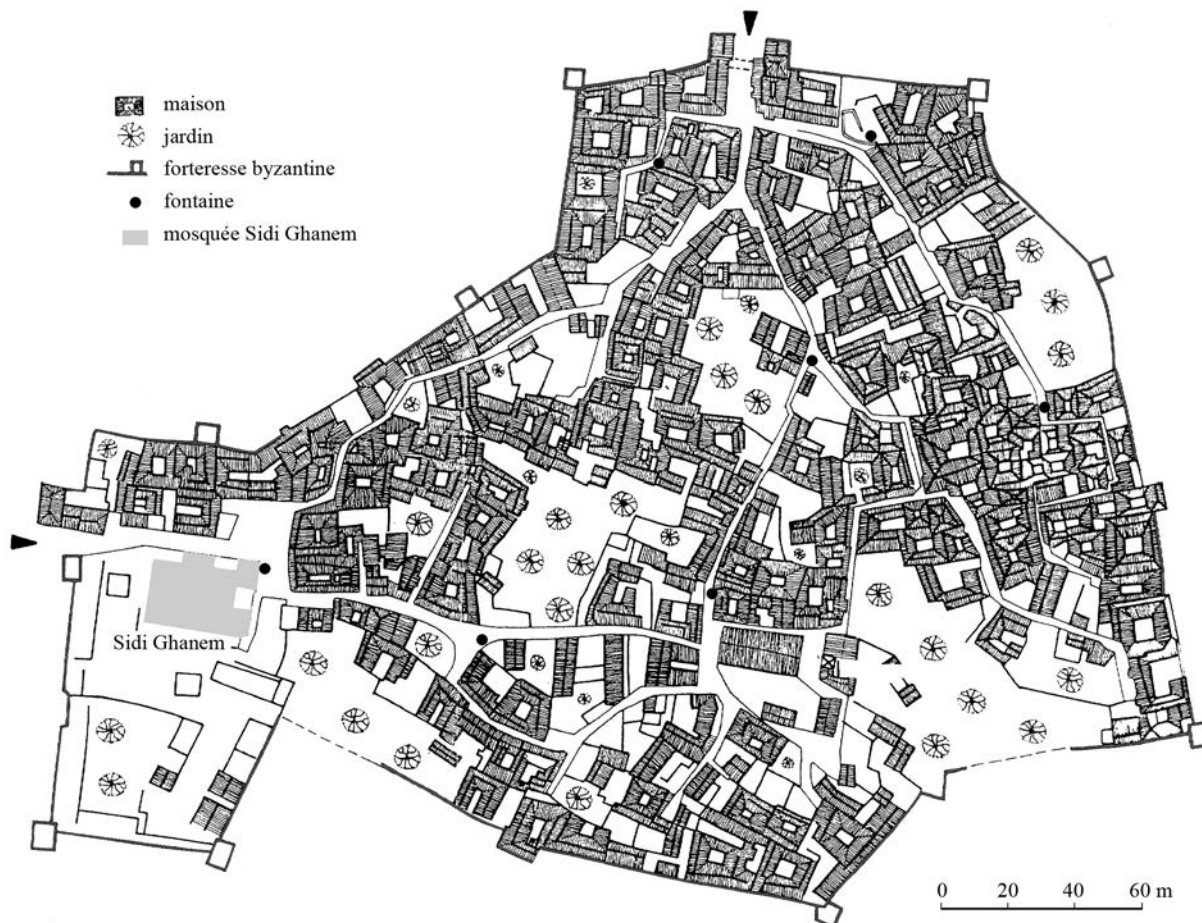 maison
jardin
forteresse byzantine
fontaine
mosquée Sidi Ghanem
Sidi Ghanem
0 20 40 60 m